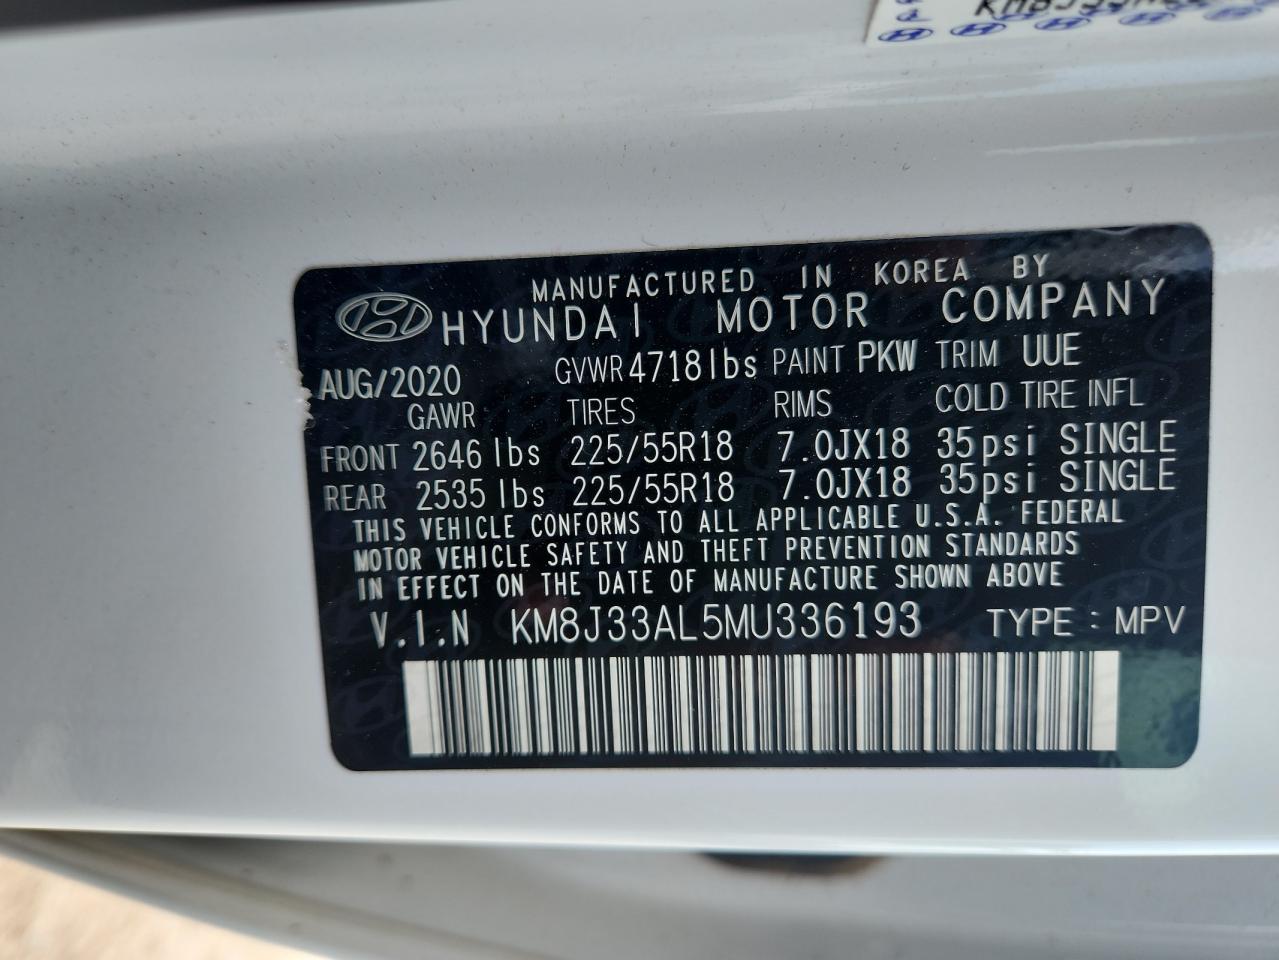 KM8J33A
MANUFACTURED IN KOREA BY
HYUNDAI MOTOR COMPANY
AUG/2020 GVWR 4718lbs PAINT PKW TRIM UUE
GAWR TIRES RIMS COLD TIRE INFL
FRONT 2646 lbs 225/55R18 7.0JX18 35psi SINGLE
REAR 2535 lbs 225/55R18 7.0JX18 35psi SINGLE
THIS VEHICLE CONFORMS TO ALL APPLICABLE U.S.A. FEDERAL
MOTOR VEHICLE SAFETY AND THEFT PREVENTION STANDARDS
IN EFFECT ON THE DATE OF MANUFACTURE SHOWN ABOVE
V.I.N KM8J33AL5MU336193 TYPE : MPV